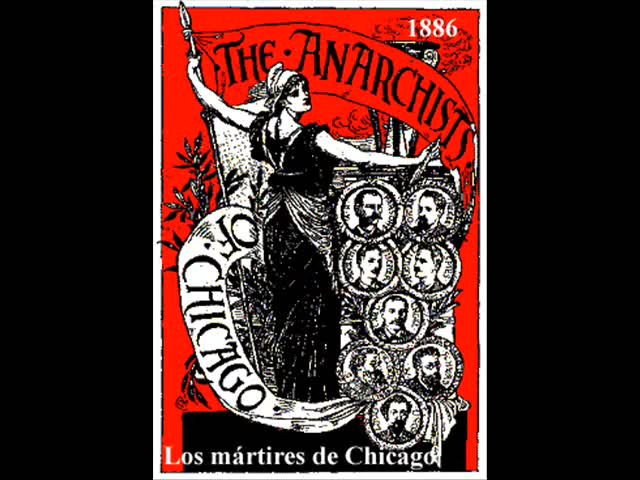 1886
THE · ANARCHISTS
OF · CHICAGO
Los mártires de Chicago